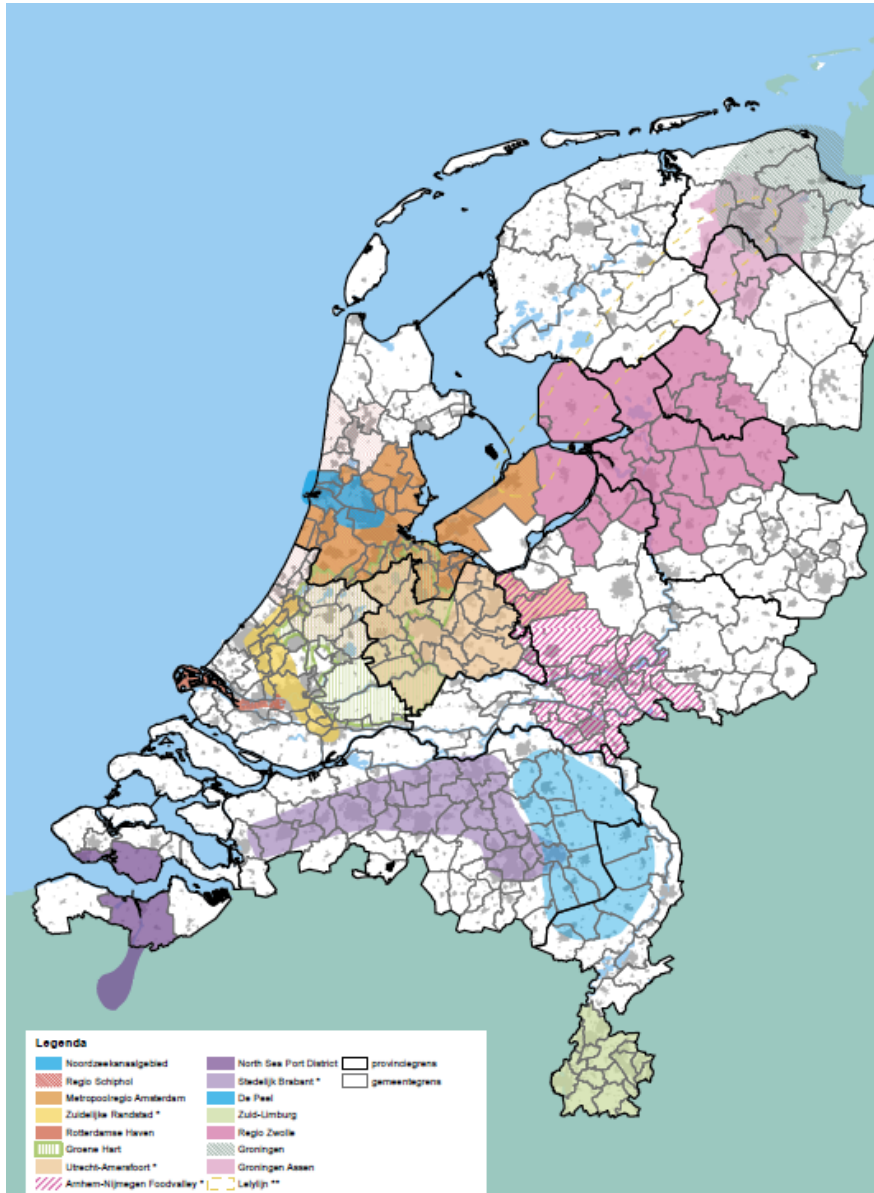 Legenda
Noordzeekanaalgebied
Regio Schiphol
Metropoolregio Amsterdam
Zuidelijke Randstad *
Rotterdamse Haven
Groene Hart
Utrecht-Amersfoort *
Arnhem-Nijmegen Foodvalley *
North Sea Port District
Stedelijk Brabant *
De Peel
Zuid-Limburg
Regio Zwolle
Groningen
Groningen Assen
Lelylijn **
provinciegrens
gemeentegrens